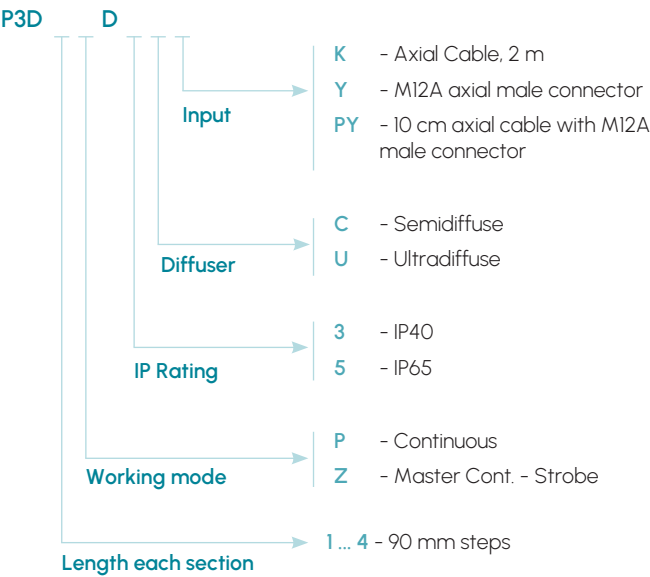 P3D _ _ D _ _ _
K - Axial Cable, 2 m
Y - M12A axial male connector
Input
PY - 10 cm axial cable with M12A
male connector
C - Semidiffuse
U - Ultradiffuse
Diffuser
3 - IP40
5 - IP65
IP Rating
P - Continuous
Z - Master Cont. - Strobe
Working mode
1 ... 4 - 90 mm steps
Length each section